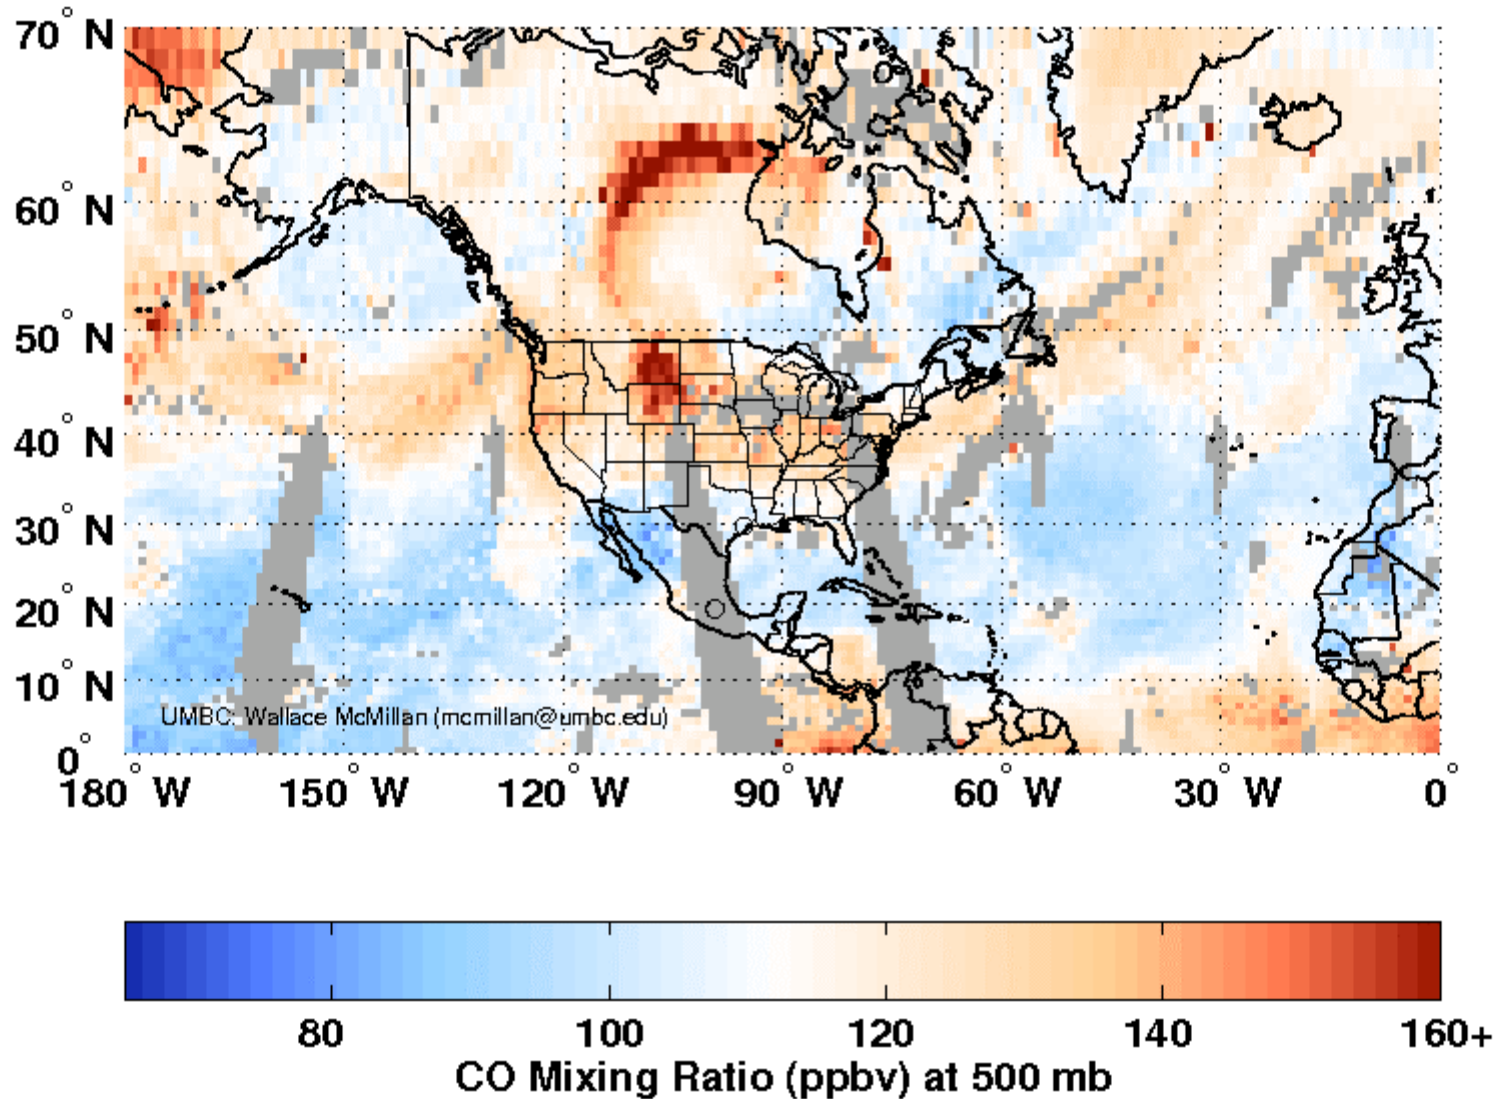 70° N
60° N
50° N
40° N
30° N
20° N
10° N
UMBC: Wallace McMillan (mcmillan@umbc.edu)
0°
180° W 150° W 120° W 90° W 60° W 30° W 0°
80 100 120 140 160+
CO Mixing Ratio (ppbv) at 500 mb